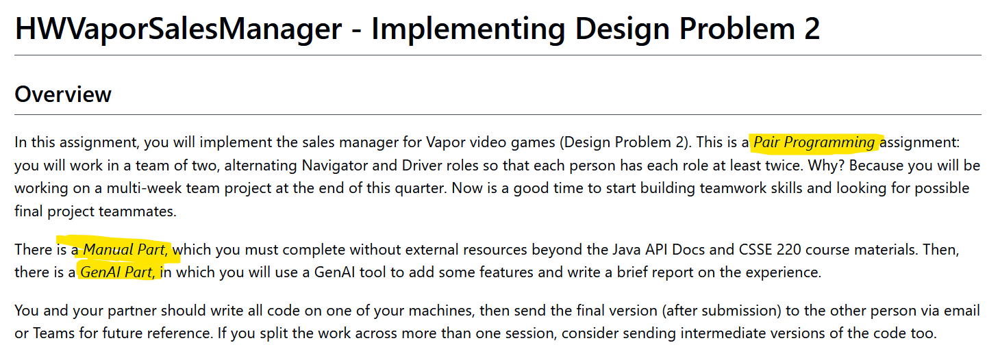 HWVaporSalesManager - Implementing Design Problem 2
Overview
In this assignment, you will implement the sales manager for Vapor video games (Design Problem 2). This is a Pair Programming assignment:
you will work in a team of two, alternating Navigator and Driver roles so that each person has each role at least twice. Why? Because you will be
working on a multi-week team project at the end of this quarter. Now is a good time to start building teamwork skills and looking for possible
final project teammates.
There is a Manual Part, which you must complete without external resources beyond the Java API Docs and CSSE 220 course materials. Then,
there is a GenAI Part, in which you will use a GenAI tool to add some features and write a brief report on the experience.
You and your partner should write all code on one of your machines, then send the final version (after submission) to the other person via email
or Teams for future reference. If you split the work across more than one session, consider sending intermediate versions of the code too.